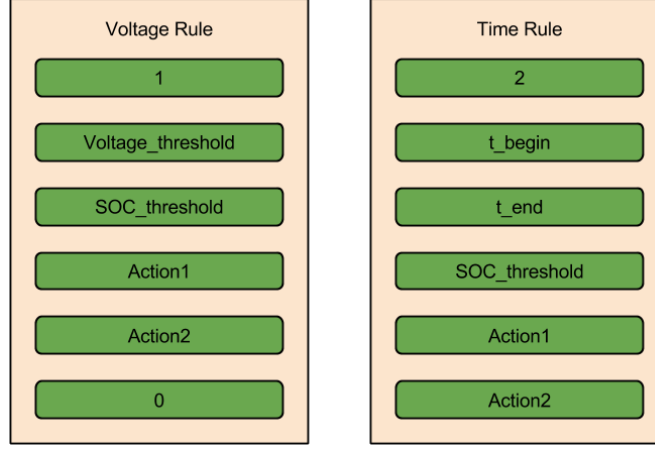 Voltage Rule
1
Voltage_threshold
SOC_threshold
Action1
Action2
0
Time Rule
2
t_begin
t_end
SOC_threshold
Action1
Action2